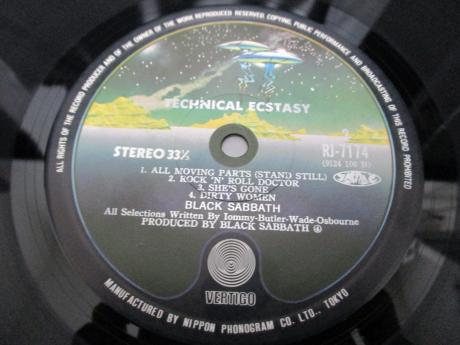 ALL RIGHTS OF THE RECORD PRODUCER AND OF THE OWNER OF THE WORK REPRODUCED RESERVED. COPYING, PUBLIC PERFORMANCE AND BROADCASTING OF THIS RECORD PROHIBITED
TECHNICAL ECSTASY
2
STEREO 33⅓
RJ-7174
(9124 100 Y)
1. ALL MOVING PARTS (STAND STILL)
2. ROCK 'N' ROLL DOCTOR
3. SHE'S GONE
4. DIRTY WOMEN
BLACK SABBATH
All Selections Written By Iommy-Butler-Wade-Osbourne
PRODUCED BY BLACK SABBATH ④
VERTIGO
MANUFACTURED BY NIPPON PHONOGRAM CO. LTD., TOKYO